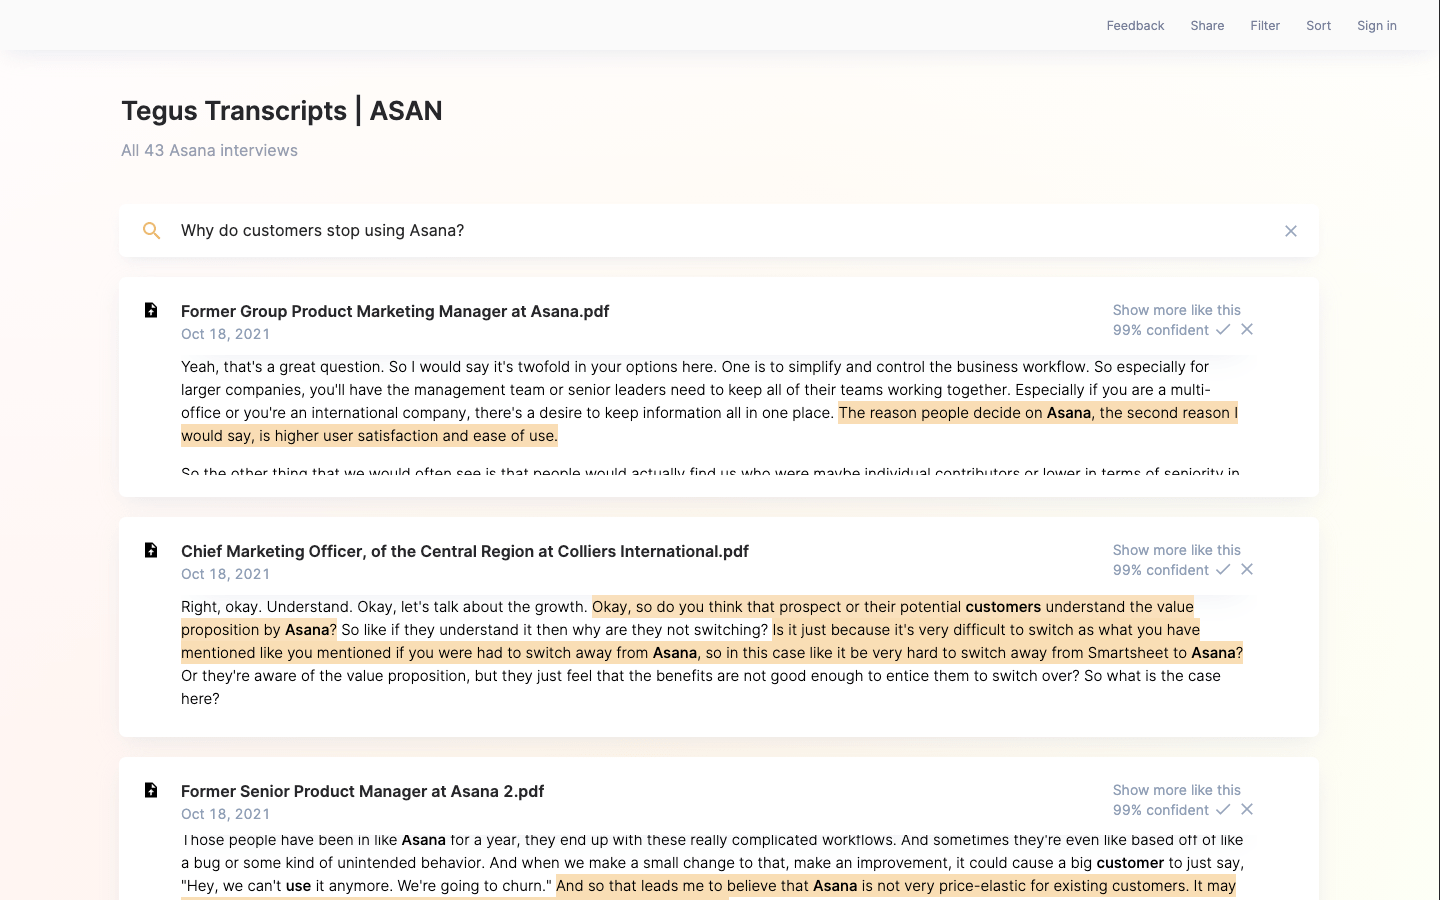 Feedback Share Filter Sort Sign in
Tegus Transcripts | ASAN
All 43 Asana interviews
Why do customers stop using Asana?
Former Group Product Marketing Manager at Asana.pdf
Show more like this
Oct 18, 2021
99% confident
Yeah, that's a great question. So I would say it's twofold in your options here. One is to simplify and control the business workflow. So especially for
larger companies, you'll have the management team or senior leaders need to keep all of their teams working together. Especially if you are a multi-
office or you're an international company, there's a desire to keep information all in one place. The reason people decide on Asana, the second reason I
would say, is higher user satisfaction and ease of use.
So the other thing that we would often see is that people would actually find us who were maybe individual contributors or lower in terms of seniority in
Chief Marketing Officer, of the Central Region at Colliers International.pdf
Show more like this
Oct 18, 2021
99% confident
Right, okay. Understand. Okay, let's talk about the growth. Okay, so do you think that prospect or their potential customers understand the value
proposition by Asana? So like if they understand it then why are they not switching? Is it just because it's very difficult to switch as what you have
mentioned like you mentioned if you were had to switch away from Asana, so in this case like it be very hard to switch away from Smartsheet to Asana?
Or they're aware of the value proposition, but they just feel that the benefits are not good enough to entice them to switch over? So what is the case
here?
Former Senior Product Manager at Asana 2.pdf
Show more like this
Oct 18, 2021
99% confident
Those people have been in like Asana for a year, they end up with these really complicated workflows. And sometimes they're even like based off of like
a bug or some kind of unintended behavior. And when we make a small change to that, make an improvement, it could cause a big customer to just say,
"Hey, we can't use it anymore. We're going to churn." And so that leads me to believe that Asana is not very price-elastic for existing customers. It may